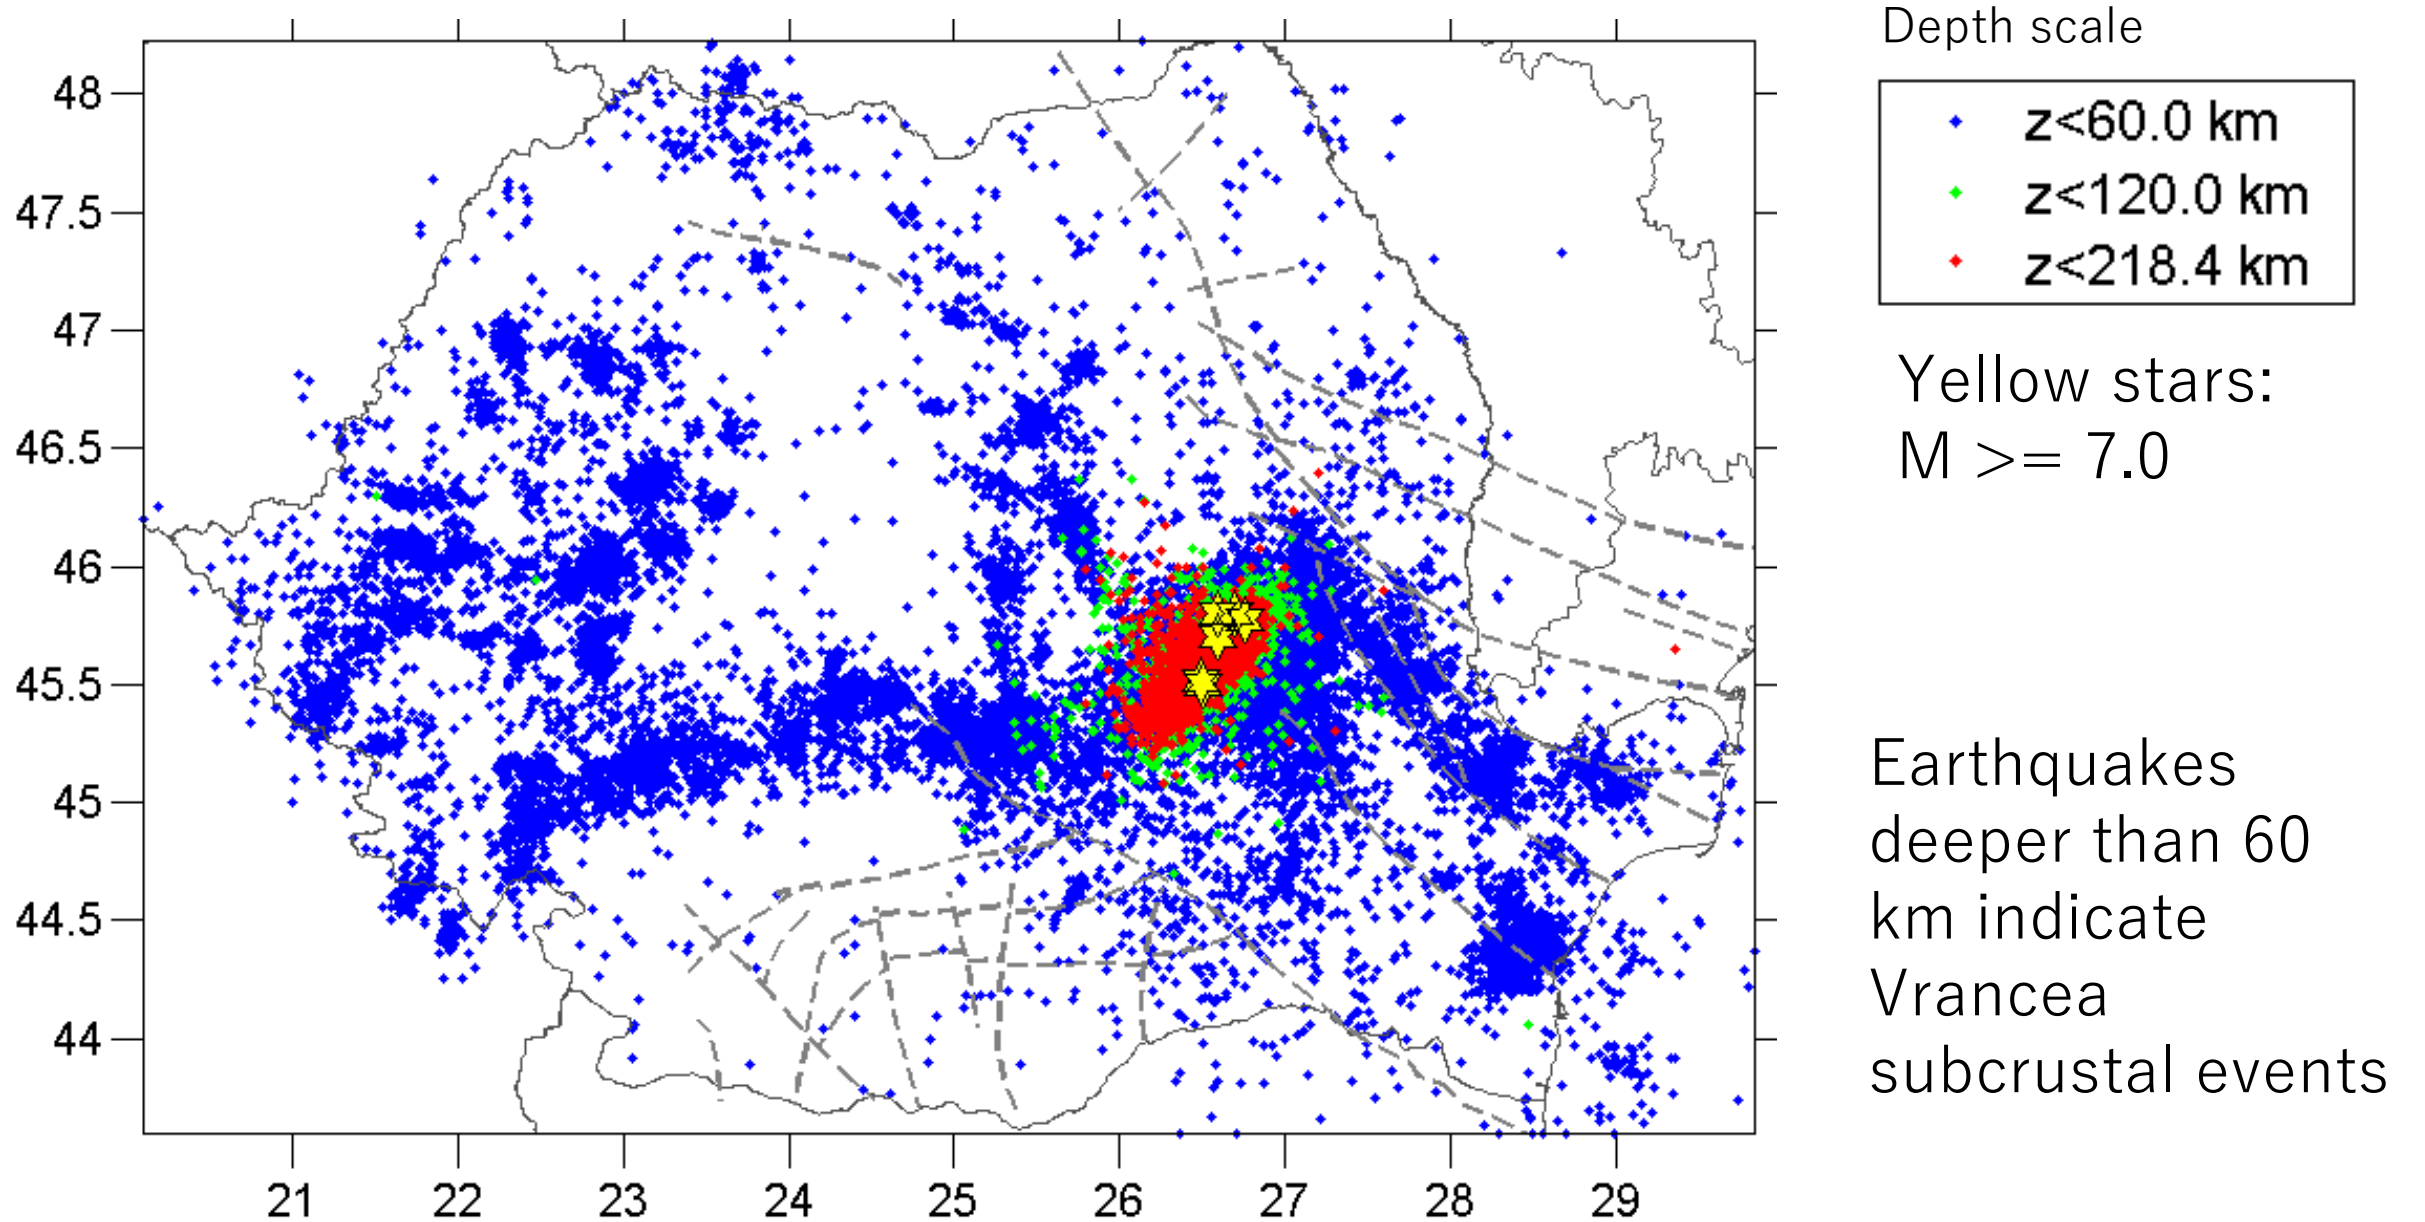 Depth scale
z<60.0 km
z<120.0 km
z<218.4 km
Yellow stars:
M >= 7.0
Earthquakes
deeper than 60
km indicate
Vrancea
subcrustal events
48
47.5
47
46.5
46
45.5
45
44.5
44
21 22 23 24 25 26 27 28 29